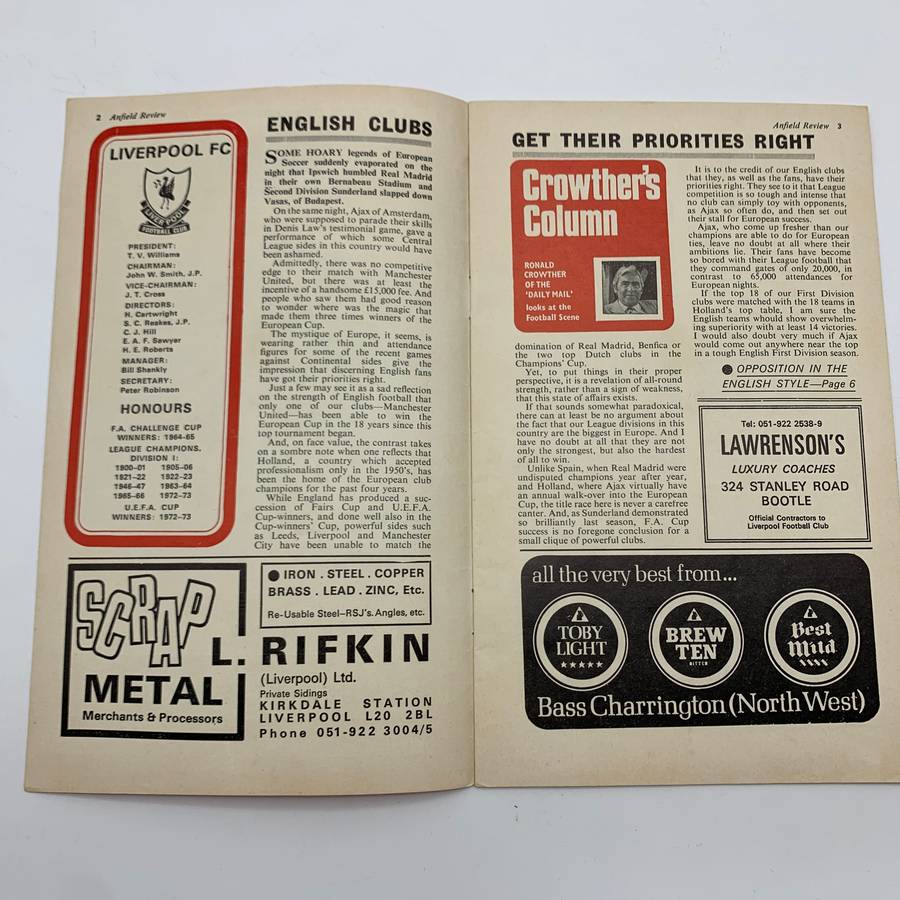 2 Anfield Review
LIVERPOOL FC
LIVERPOOL
FOOTBALL CLUB
PRESIDENT:
T. V. Williams
CHAIRMAN:
John W. Smith, J.P.
VICE-CHAIRMAN:
J. T. Cross
DIRECTORS:
H. Cartwright
S. C. Reakes, J.P.
C. J. Hill
E. A. F. Sawyer
H. E. Roberts
MANAGER:
Bill Shankly
SECRETARY:
Peter Robinson
HONOURS
F.A. CHALLENGE CUP
WINNERS: 1964-65
LEAGUE CHAMPIONS,
DIVISION I:
1900-01 1905-06
1921-22 1922-23
1946-47 1963-64
1965-66 1972-73
U.E.F.A. CUP
WINNERS: 1972-73
ENGLISH CLUBS
SOME HOARY legends of European
Soccer suddenly evaporated on the
night that Ipswich humbled Real Madrid
in their own Bernabeau Stadium and
Second Division Sunderland slapped down
Vasas, of Budapest.
On the same night, Ajax of Amsterdam,
who were supposed to parade their skills
in Denis Law's testimonial game, gave a
performance of which some Central
League sides in this country would have
been ashamed.
Admittedly, there was no competitive
edge to their match with Manchester
United, but there was at least the
incentive of a handsome £15,000 fee. And
people who saw them had good reason
to wonder where was the magic that
made them three times winners of the
European Cup.
The mystique of Europe, it seems, is
wearing rather thin and attendance
figures for some of the recent games
against Continental sides give the
impression that discerning English fans
have got their priorities right.
Just a few may see it as a sad reflection
on the strength of English football that
only one of our clubs—Manchester
United—has been able to win the
European Cup in the 18 years since this
top tournament began.
And, on face value, the contrast takes
on a sombre note when one reflects that
Holland, a country which accepted
professionalism only in the 1950's, has
been the home of the European club
champions for the past four years.
While England has produced a suc-
cession of Fairs Cup and U.E.F.A.
Cup-winners, and done well also in the
Cup-winners' Cup, powerful sides such
as Leeds, Liverpool and Manchester
City have been unable to match the
SCRAP
METAL
Merchants & Processors
● IRON . STEEL . COPPER
BRASS . LEAD . ZINC, Etc.
Re-Usable Steel—RSJ's. Angles, etc.
L. RIFKIN
(Liverpool) Ltd.
Private Sidings
KIRKDALE STATION
LIVERPOOL L20 2BL
Phone 051-922 3004/5
Anfield Review 3
GET THEIR PRIORITIES RIGHT
Crowther's
Column
RONALD
CROWTHER
OF THE
'DAILY MAIL'
looks at the
Football Scene
domination of Real Madrid, Benfica or
the two top Dutch clubs in the
Champions' Cup.
Yet, to put things in their proper
perspective, it is a revelation of all-round
strength, rather than a sign of weakness,
that this state of affairs exists.
If that sounds somewhat paradoxical,
there can at least be no argument about
the fact that our League divisions in this
country are the biggest in Europe. And I
have no doubt at all that they are not
only the strongest, but also the hardest
of all to win.
Unlike Spain, when Real Madrid were
undisputed champions year after year,
and Holland, where Ajax virtually have
an annual walk-over into the European
Cup, the title race here is never a carefree
canter. And, as Sunderland demonstrated
so brilliantly last season, F.A. Cup
success is no foregone conclusion for a
small clique of powerful clubs.
It is to the credit of our English clubs
that they, as well as the fans, have their
priorities right. They see to it that League
competition is so tough and intense that
no club can simply toy with opponents,
as Ajax so often do, and then set out
their stall for European success.
Ajax, who come up fresher than our
champions are able to do for European
ties, leave no doubt at all where their
ambitions lie. Their fans have become
so bored with their League football that
they command gates of only 20,000, in
contrast to 65,000 attendances for
European nights.
If the top 18 of our First Division
clubs were matched with the 18 teams in
Holland's top table, I am sure the
English teams whould show overwhelm-
ing superiority with at least 14 victories.
I would also doubt very much if Ajax
would come out anywhere near the top
in a tough English First Division season.
● OPPOSITION IN THE
ENGLISH STYLE—Page 6
Tel: 051-922 2538-9
LAWRENSON'S
LUXURY COACHES
324 STANLEY ROAD
BOOTLE
Official Contractors to
Liverpool Football Club
all the very best from...
TOBY
LIGHT
BREW
TEN
BITTER
Best
Mild
Bass Charrington (North West)